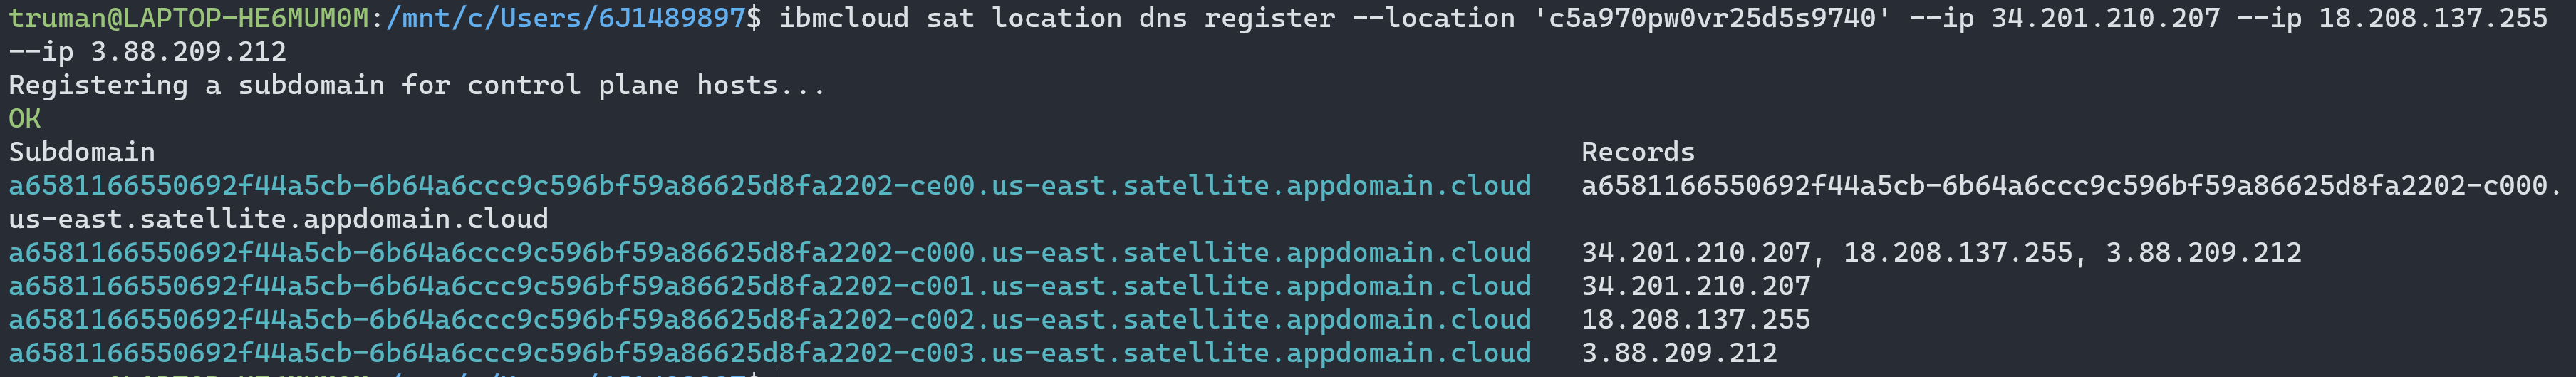 truman@LAPTOP-HE6MUM0M:/mnt/c/Users/6J1489897$ ibmcloud sat location dns register --location 'c5a970pw0vr25d5s9740' --ip 34.201.210.207 --ip 18.208.137.255
--ip 3.88.209.212
Registering a subdomain for control plane hosts...
OK
Subdomain Records
a6581166550692f44a5cb-6b64a6ccc9c596bf59a86625d8fa2202-ce00.us-east.satellite.appdomain.cloud a6581166550692f44a5cb-6b64a6ccc9c596bf59a86625d8fa2202-c000.
us-east.satellite.appdomain.cloud
a6581166550692f44a5cb-6b64a6ccc9c596bf59a86625d8fa2202-c000.us-east.satellite.appdomain.cloud 34.201.210.207, 18.208.137.255, 3.88.209.212
a6581166550692f44a5cb-6b64a6ccc9c596bf59a86625d8fa2202-c001.us-east.satellite.appdomain.cloud 34.201.210.207
a6581166550692f44a5cb-6b64a6ccc9c596bf59a86625d8fa2202-c002.us-east.satellite.appdomain.cloud 18.208.137.255
a6581166550692f44a5cb-6b64a6ccc9c596bf59a86625d8fa2202-c003.us-east.satellite.appdomain.cloud 3.88.209.212